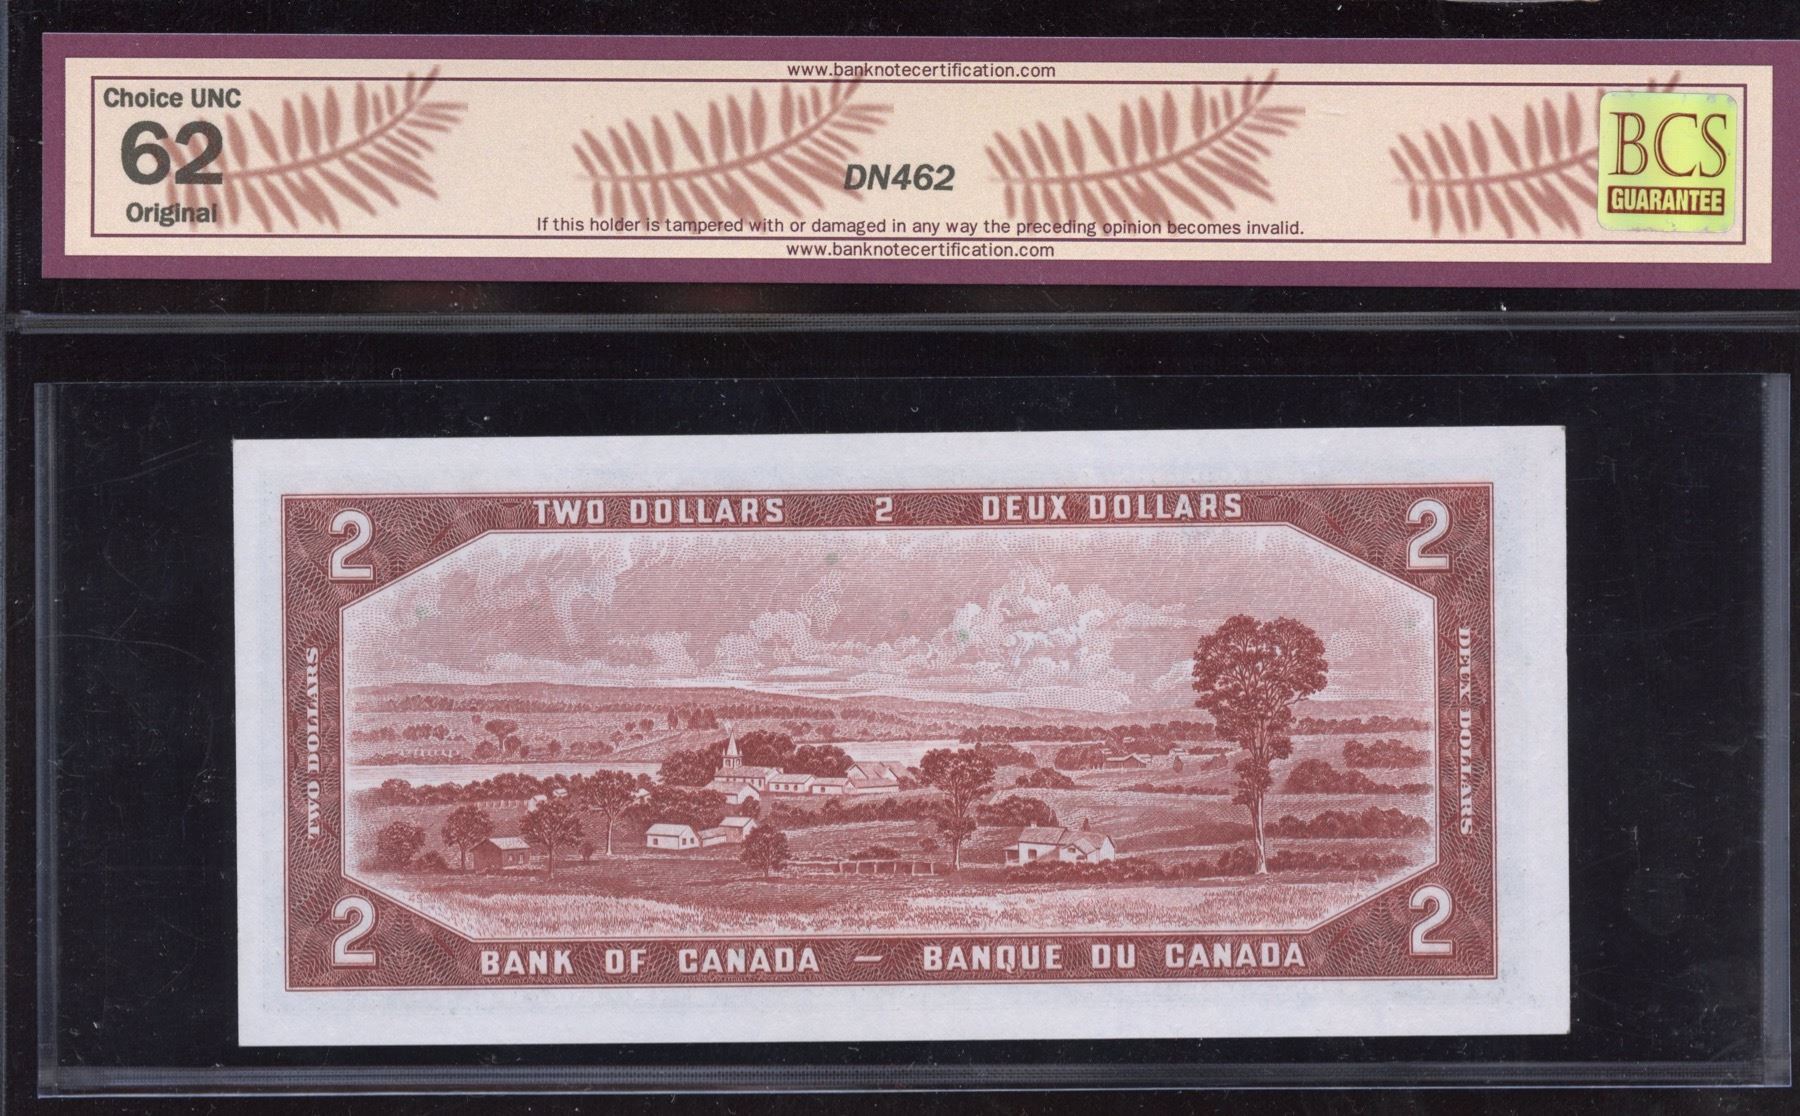 www.banknotecertification.com
Choice UNC
62
Original
DN462
BCS
GUARANTEE
If this holder is tampered with or damaged in any way the preceding opinion becomes invalid.
www.banknotecertification.com
2 TWO DOLLARS 2 DEUX DOLLARS 2
TWO DOLLARS
DEUX DOLLARS
2 BANK OF CANADA — BANQUE DU CANADA 2